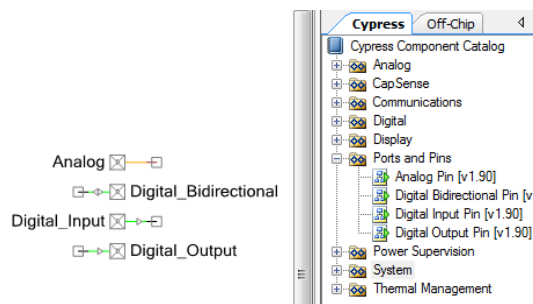 Analog
Digital_Bidirectional
Digital_Input
Digital_Output
Cypress Off-Chip
Cypress Component Catalog
Analog
CapSense
Communications
Digital
Display
Ports and Pins
Analog Pin [v1.90]
Digital Bidirectional Pin [v
Digital Input Pin [v1.90]
Digital Output Pin [v1.90]
Power Supervision
System
Thermal Management